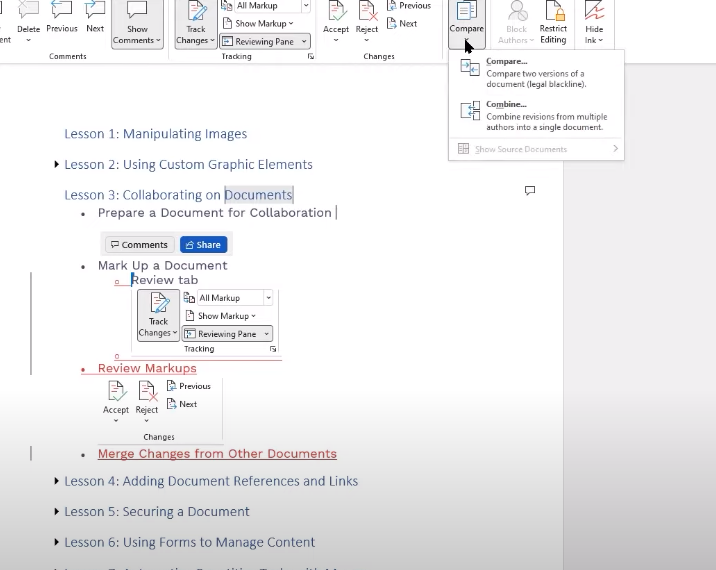 All Markup
Previous
Delete Previous Next Show Comments Track Changes Show Markup Accept Reject Next Compare Block Authors Restrict Editing Hide Ink
Reviewing Pane
Comments Tracking Changes
Compare...
Compare two versions of a
document (legal blackline).
Combine...
Combine revisions from multiple
authors into a single document.
Show Source Documents
Lesson 1: Manipulating Images
Lesson 2: Using Custom Graphic Elements
Lesson 3: Collaborating on Documents
Prepare a Document for Collaboration
Comments Share
Mark Up a Document
Review tab
All Markup
Track
Changes
Show Markup
Reviewing Pane
Tracking
Review Markups
Accept Reject
Previous
Next
Changes
Merge Changes from Other Documents
Lesson 4: Adding Document References and Links
Lesson 5: Securing a Document
Lesson 6: Using Forms to Manage Content